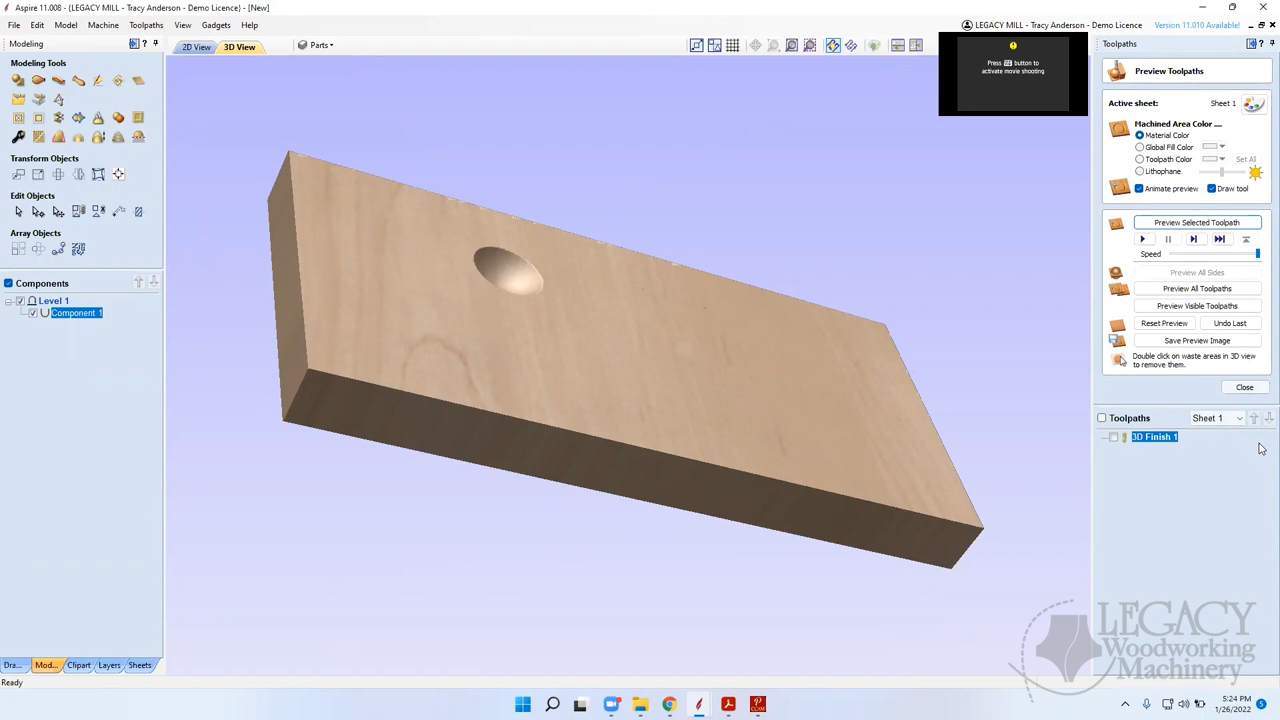 Aspire 11.008 - {LEGACY MILL - Tracy Anderson - Demo Licence} - [New]
File Edit Model Machine Toolpaths View Gadgets Help
LEGACY MILL - Tracy Anderson - Demo Licence Version 11.010 Available!
Modeling
2D View 3D View Parts
Modeling Tools
Transform Objects
Edit Objects
Array Objects
Components
Level 1
Component 1
Dra... Mod... Clipart Layers Sheets
Ready
Press button to
activate movie shooting
Toolpaths
Preview Toolpaths
Active sheet: Sheet 1
Machined Area Color ....
Material Color
Global Fill Color
Toolpath Color Set All
Lithophane
Animate preview Draw tool
Preview Selected Toolpath
Speed
Preview All Sides
Preview All Toolpaths
Preview Visible Toolpaths
Reset Preview Undo Last
Save Preview Image
Double click on waste areas in 3D view
to remove them.
Close
Toolpaths Sheet 1
3D Finish 1
LEGACY
Woodworking
Machinery
5:24 PM
1/26/2022
5